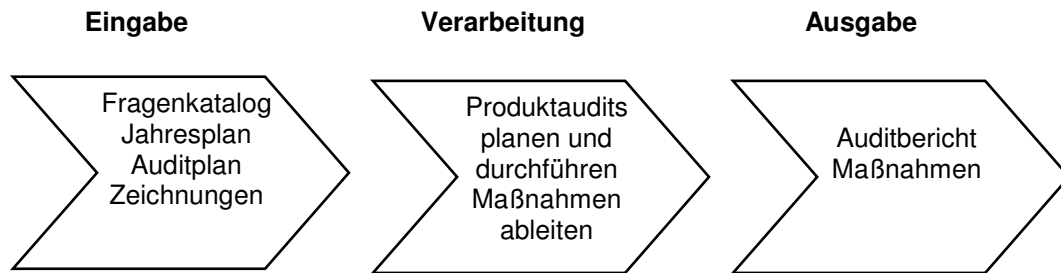 Eingabe
Verarbeitung
Ausgabe
Fragenkatalog
Jahresplan
Auditplan
Zeichnungen
Produktaudits
planen und
durchführen
Maßnahmen
ableiten
Auditbericht
Maßnahmen